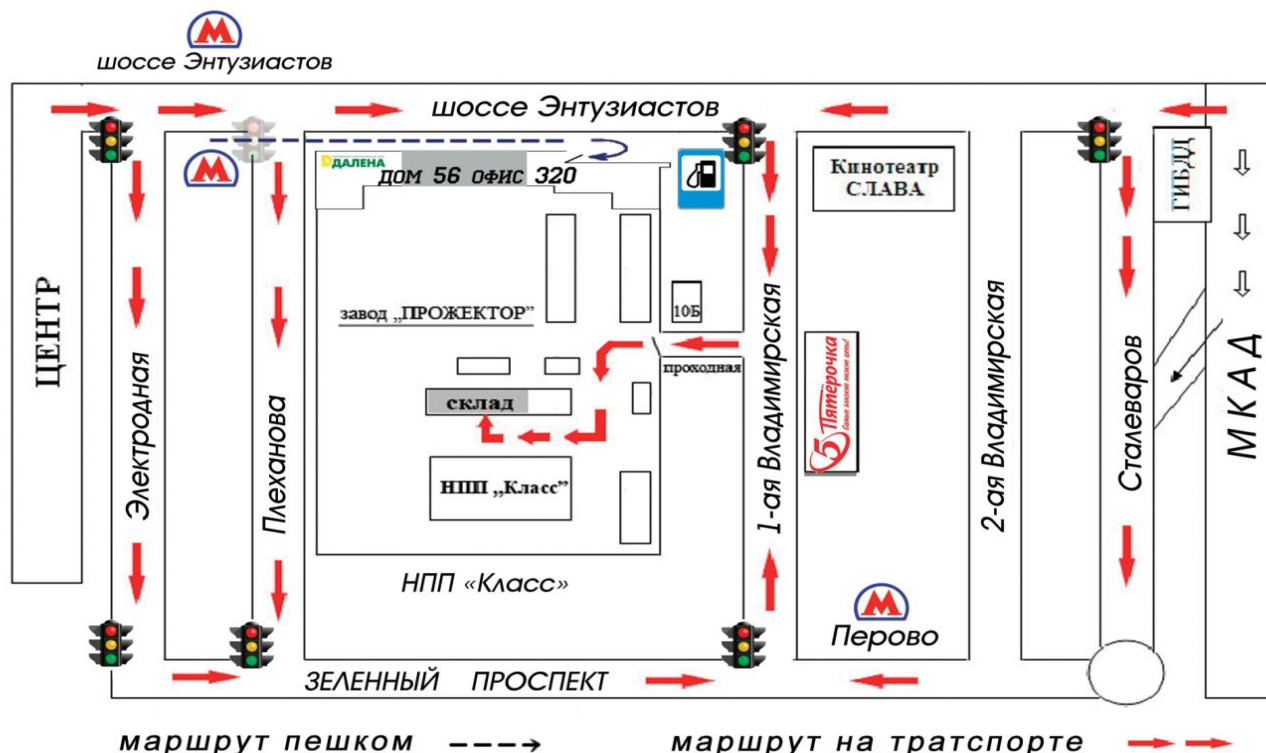 М
шоссе Энтузиастов
шоссе Энтузиастов
М
ДАЛЕНА
ДОМ 56 ОФИС 320
Кинотеатр
СЛАВА
ГИБДД
ЦЕНТР
Электродная
Плеханова
завод „ПРОЖЕКТОР”
10Б
проходная
склад
НПП „Класс”
НПП «Класс»
1-ая Владимирская
5 Пятёрочка
2-ая Владимирская
Сталеваров
МКАД
М
Перово
ЗЕЛЕННЫЙ ПРОСПЕКТ
маршрут пешком
маршрут на тратспорте